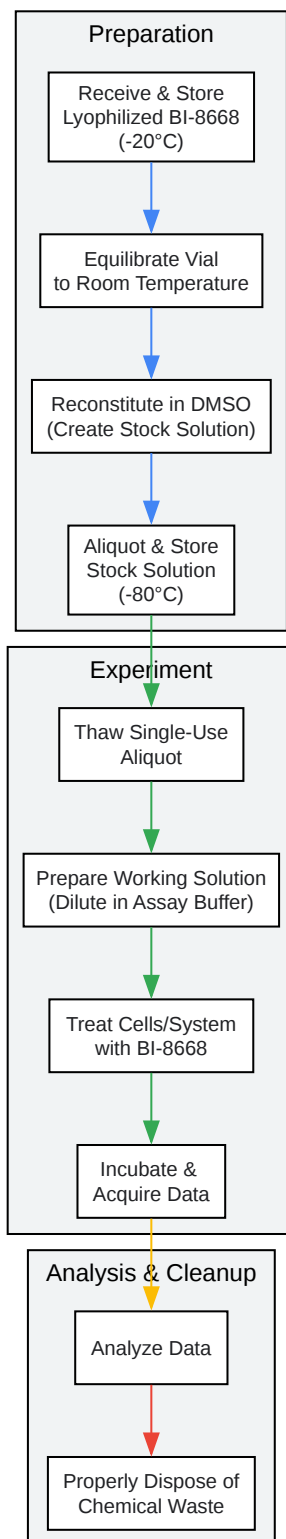 Preparation
Receive & Store
Lyophilized BI-8668
(-20°C)
Equilibrate Vial
to Room Temperature
Reconstitute in DMSO
(Create Stock Solution)
Aliquot & Store
Stock Solution
(-80°C)
Experiment
Thaw Single-Use
Aliquot
Prepare Working Solution
(Dilute in Assay Buffer)
Treat Cells/System
with BI-8668
Incubate &
Acquire Data
Analysis & Cleanup
Analyze Data
Properly Dispose of
Chemical Waste